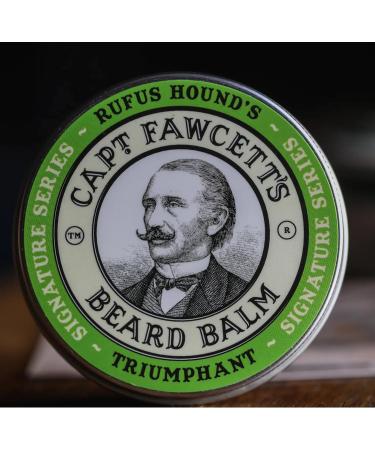 RUFUS HOUND'S
CAPT FAWCETT'S
~ SIGNATURE SERIES ~
~ SIGNATURE SERIES ~
TM
R
BEARD BALM
TRIUMPHANT